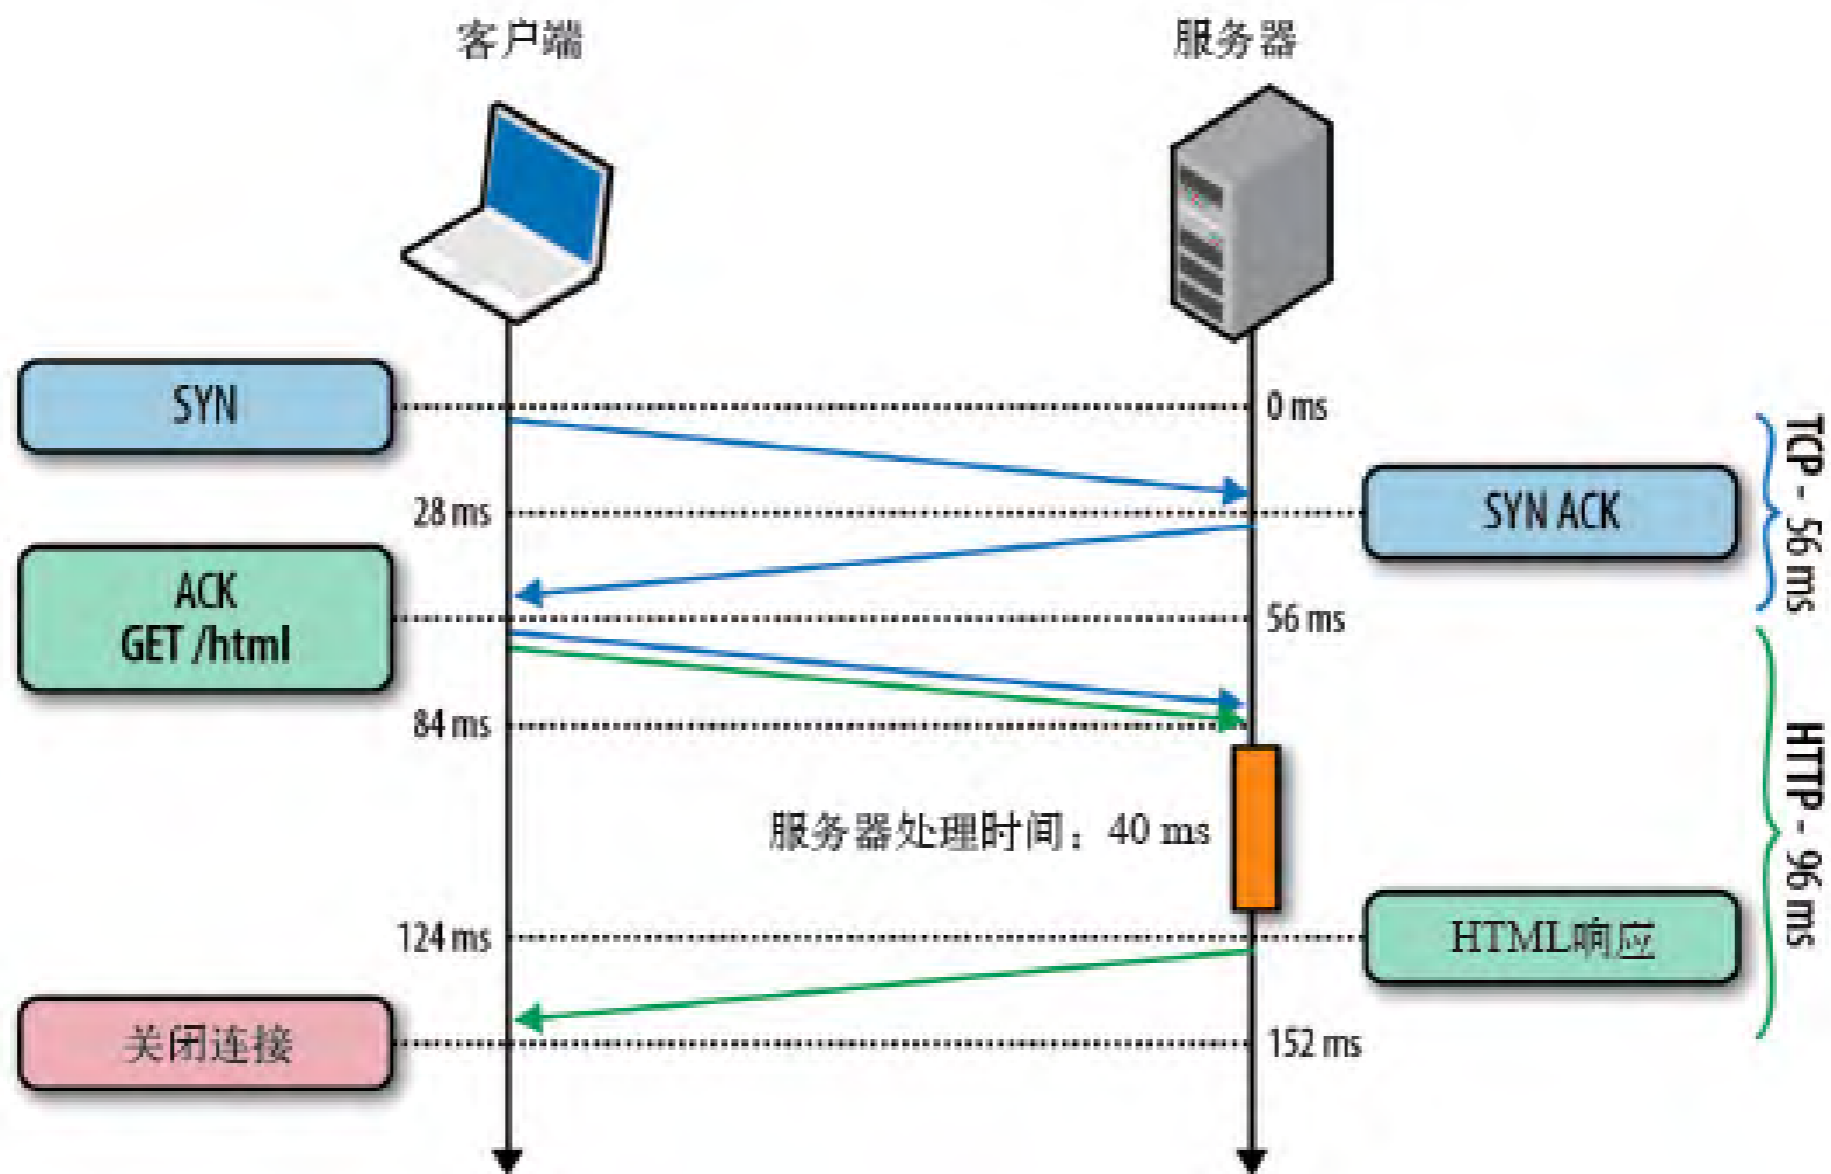 客户端
服务器
SYN
0 ms
28 ms
SYN ACK
TCP - 56 ms
ACK
GET /html
56 ms
84 ms
服务器处理时间：40 ms
HTTP - 96 ms
124 ms
HTML响应
关闭连接
152 ms